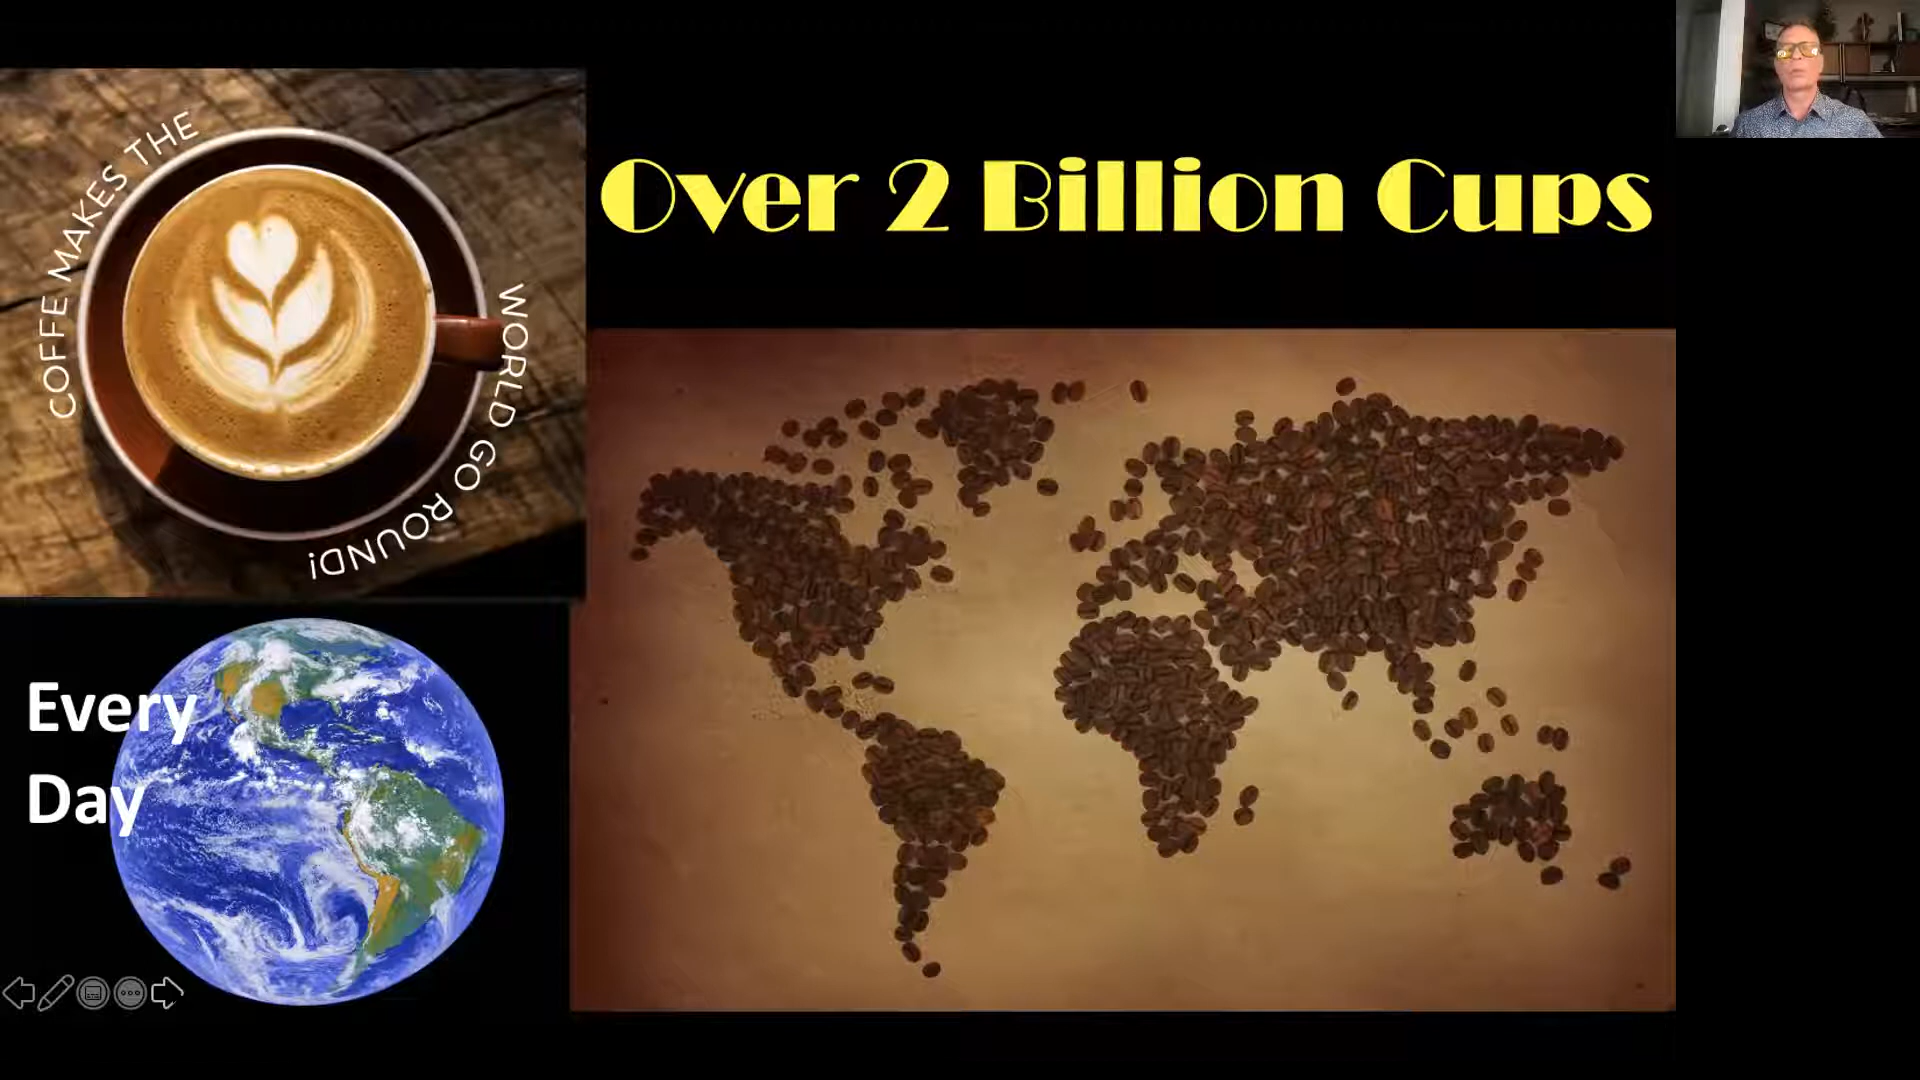 COFFE MAKES THE
WORLD GO ROUND!
Over 2 Billion Cups
Every
Day